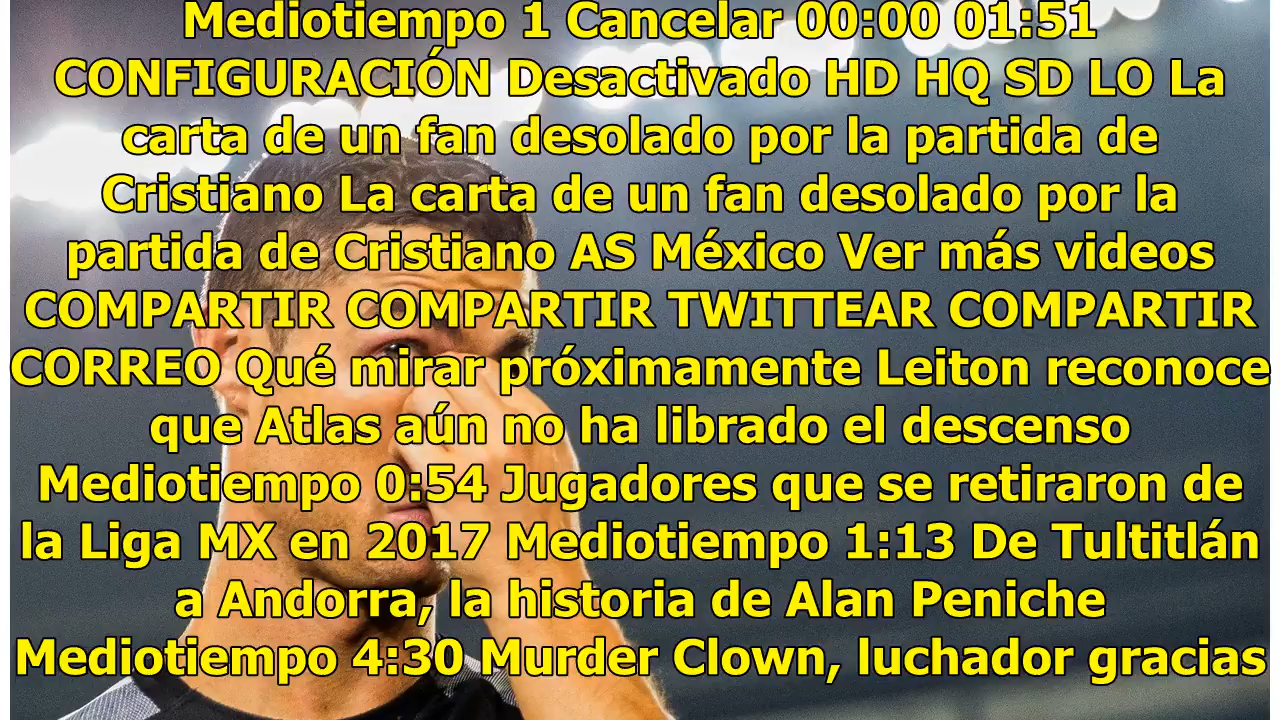 Mediotiempo 1 Cancelar 00:00 01:51
CONFIGURACIÓN Desactivado HD HQ SD LO La
carta de un fan desolado por la partida de
Cristiano La carta de un fan desolado por la
partida de Cristiano AS México Ver más videos
COMPARTIR COMPARTIR TWITTEAR COMPARTIR
CORREO Qué mirar próximamente Leiton reconoce
que Atlas aún no ha librado el descenso
Mediotiempo 0:54 Jugadores que se retiraron de
la Liga MX en 2017 Mediotiempo 1:13 De Tultitlán
a Andorra, la historia de Alan Peniche
Mediotiempo 4:30 Murder Clown, luchador gracias